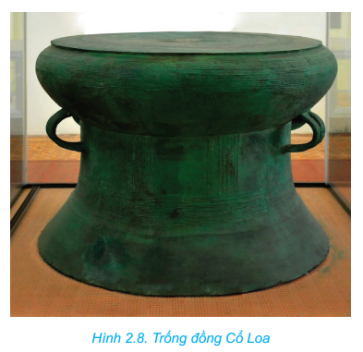 Hình 2.8. Trống đồng Cổ Loa